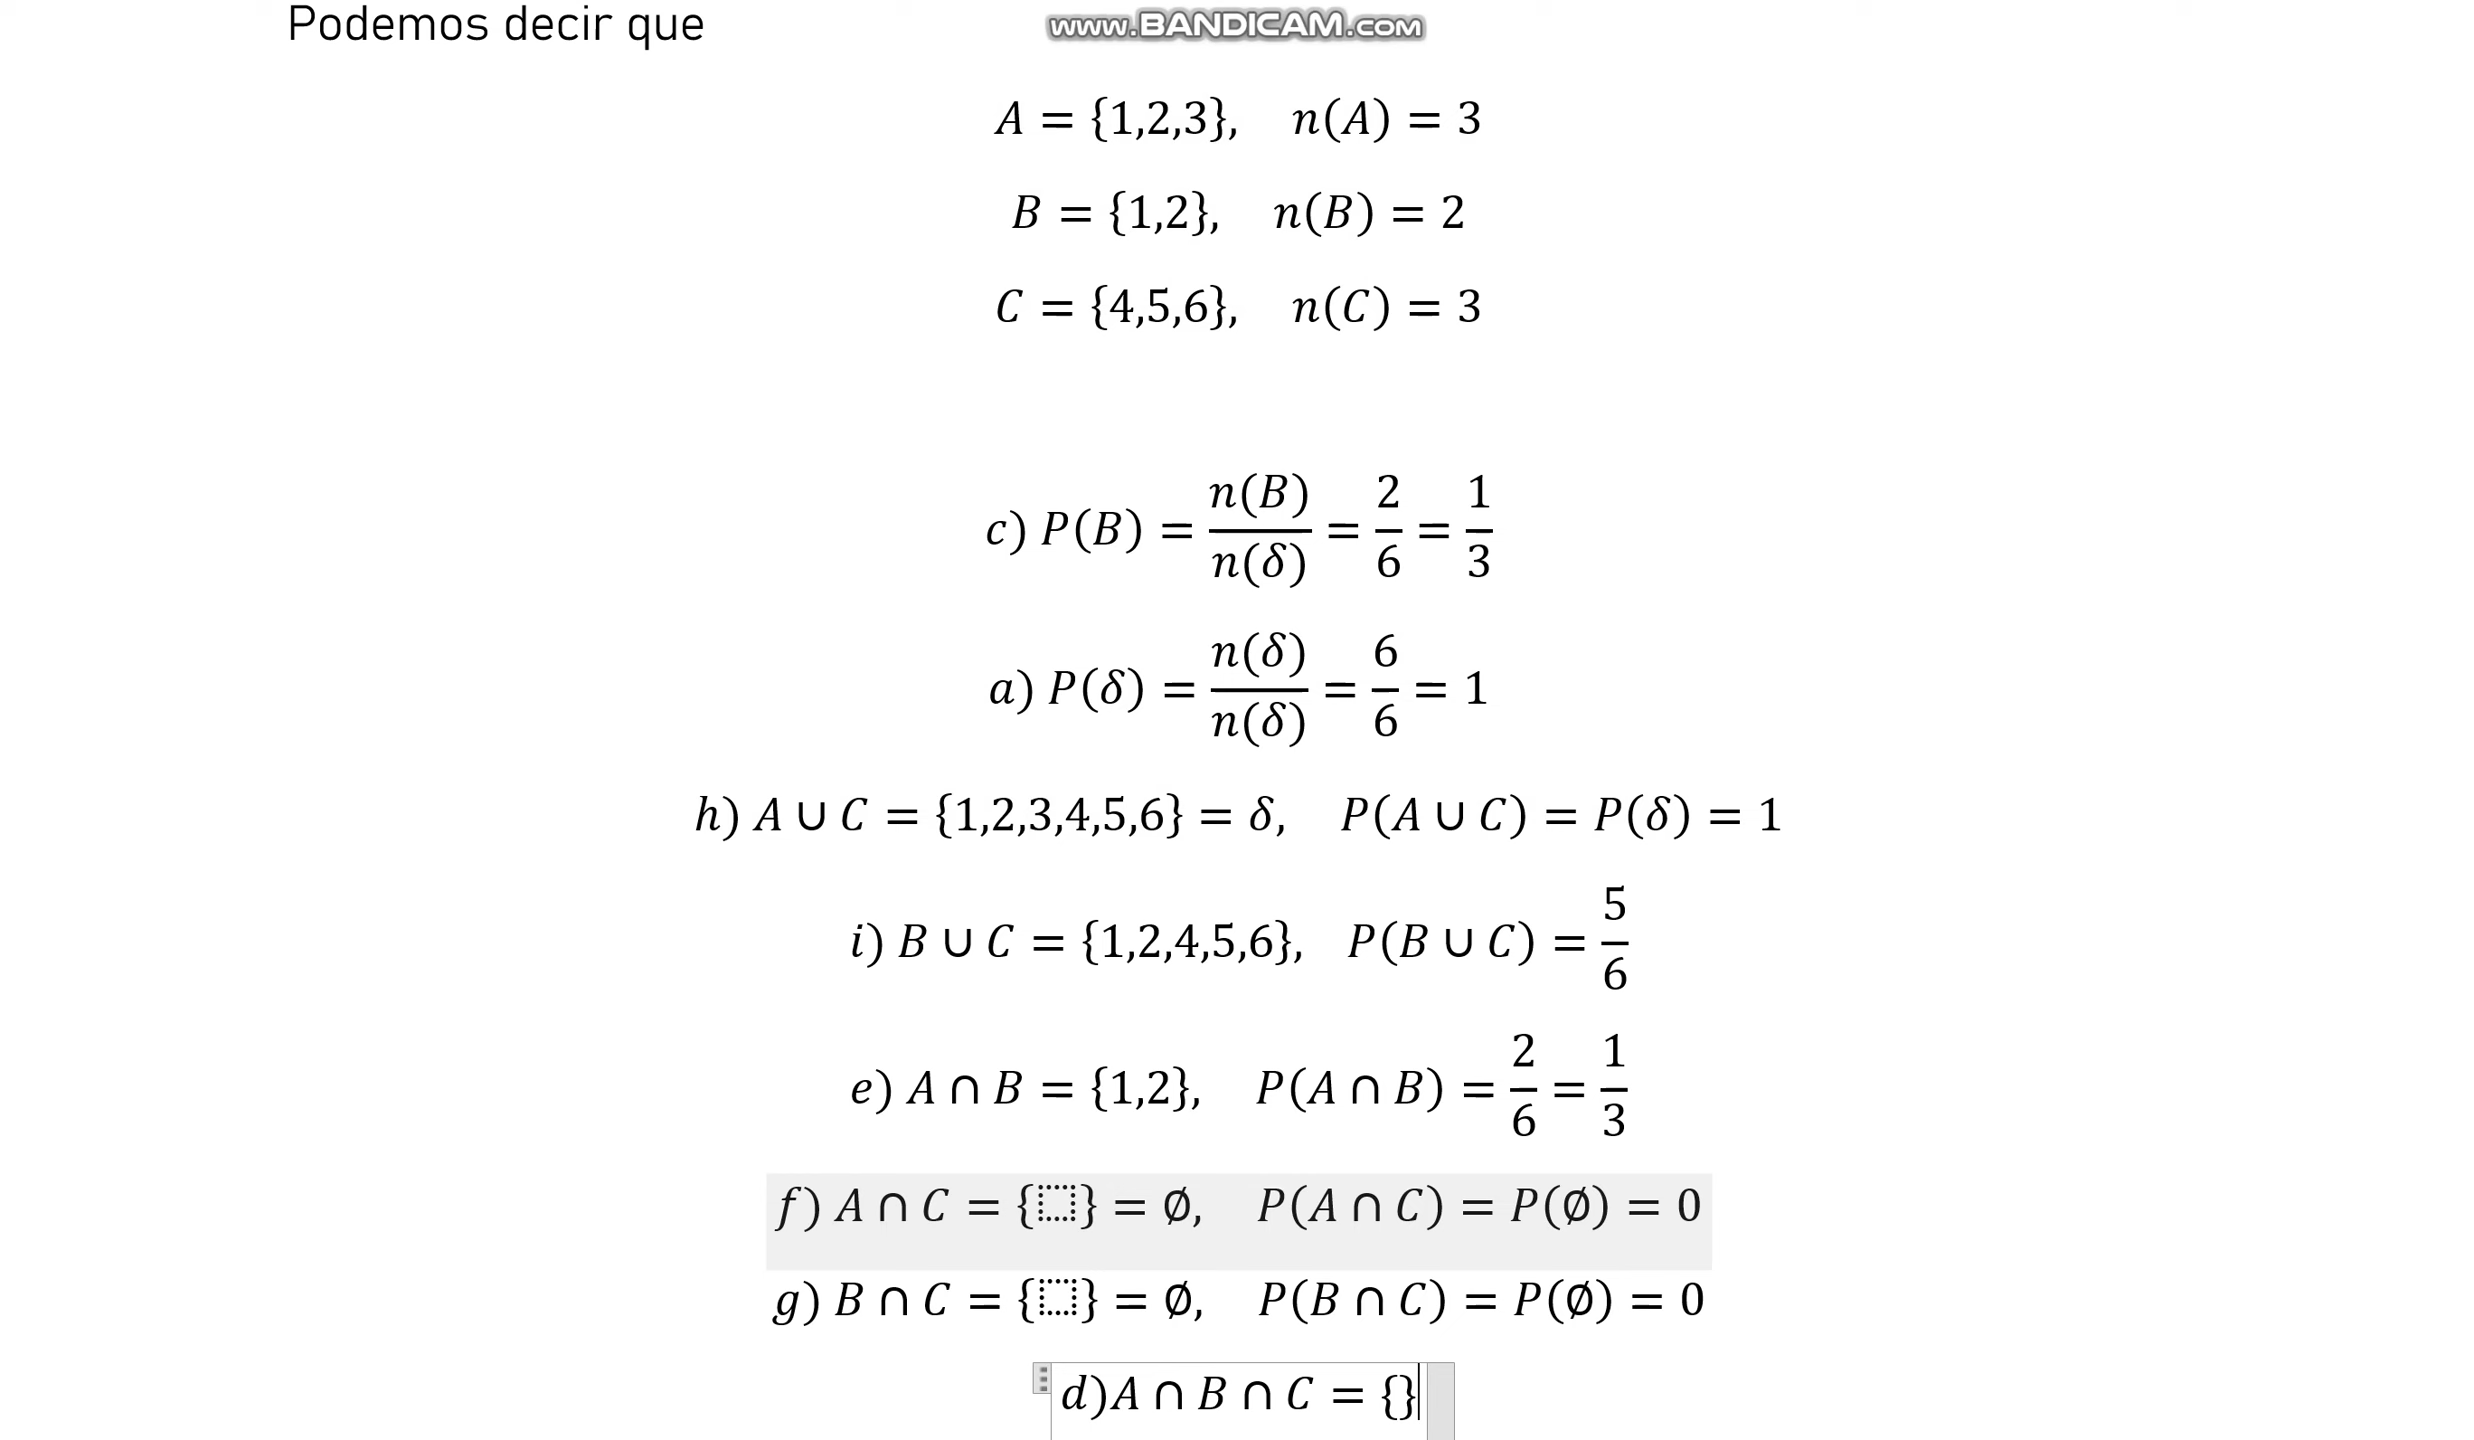 Podemos decir que
www.BANDICAM.com
A = {1,2,3}, n(A) = 3
B = {1,2}, n(B) = 2
C = {4,5,6}, n(C) = 3
c) P(B) = n(B)/n(δ) = 2/6 = 1/3
a) P(δ) = n(δ)/n(δ) = 6/6 = 1
h) A ∪ C = {1,2,3,4,5,6} = δ, P(A ∪ C) = P(δ) = 1
i) B ∪ C = {1,2,4,5,6}, P(B ∪ C) = 5/6
e) A ∩ B = {1,2}, P(A ∩ B) = 2/6 = 1/3
f) A ∩ C = {⬚} = ∅, P(A ∩ C) = P(∅) = 0
g) B ∩ C = {⬚} = ∅, P(B ∩ C) = P(∅) = 0
d)A ∩ B ∩ C = {}